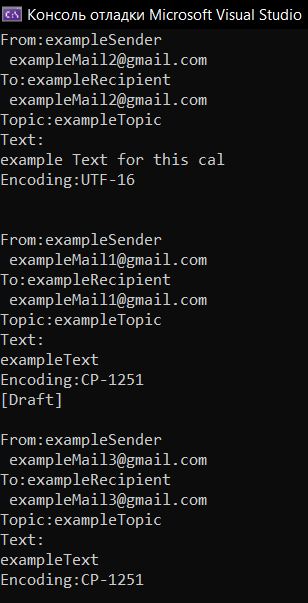 Консоль отладки Microsoft Visual Studio
From:exampleSender
 exampleMail2@gmail.com
To:exampleRecipient
 exampleMail2@gmail.com
Topic:exampleTopic
Text:
example Text for this cal
Encoding:UTF-16
From:exampleSender
 exampleMail1@gmail.com
To:exampleRecipient
 exampleMail1@gmail.com
Topic:exampleTopic
Text:
exampleText
Encoding:CP-1251
[Draft]
From:exampleSender
 exampleMail3@gmail.com
To:exampleRecipient
 exampleMail3@gmail.com
Topic:exampleTopic
Text:
exampleText
Encoding:CP-1251